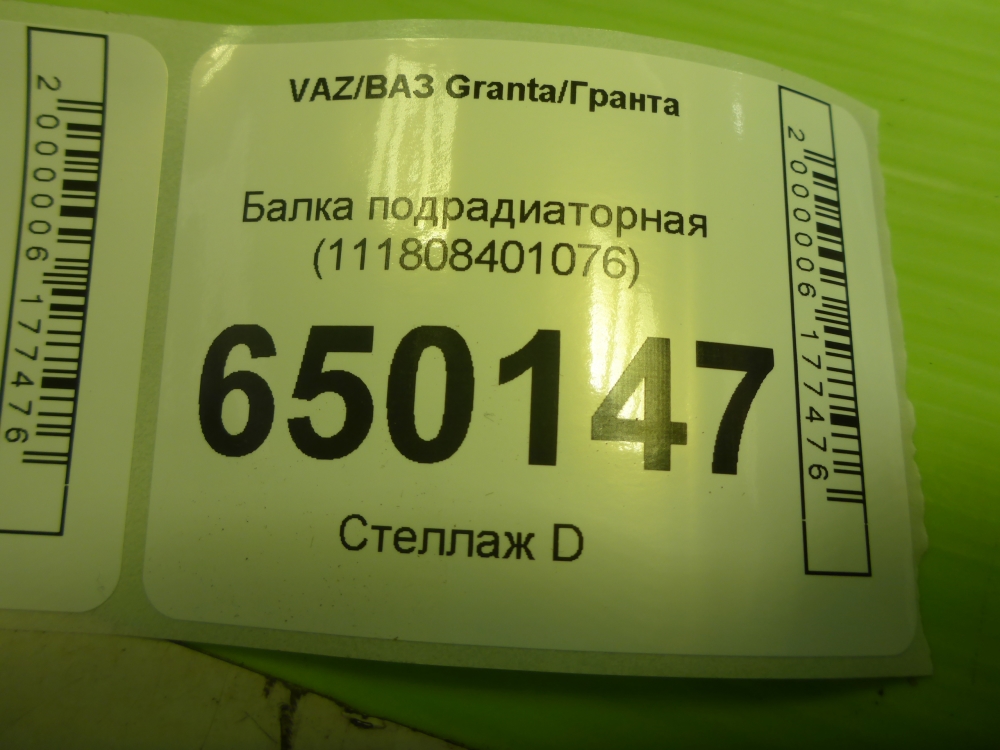 2000006177476
VAZ/ВАЗ Granta/Гранта
Балка подрадиаторная
(111808401076)
650147
Стеллаж D
2000006177476